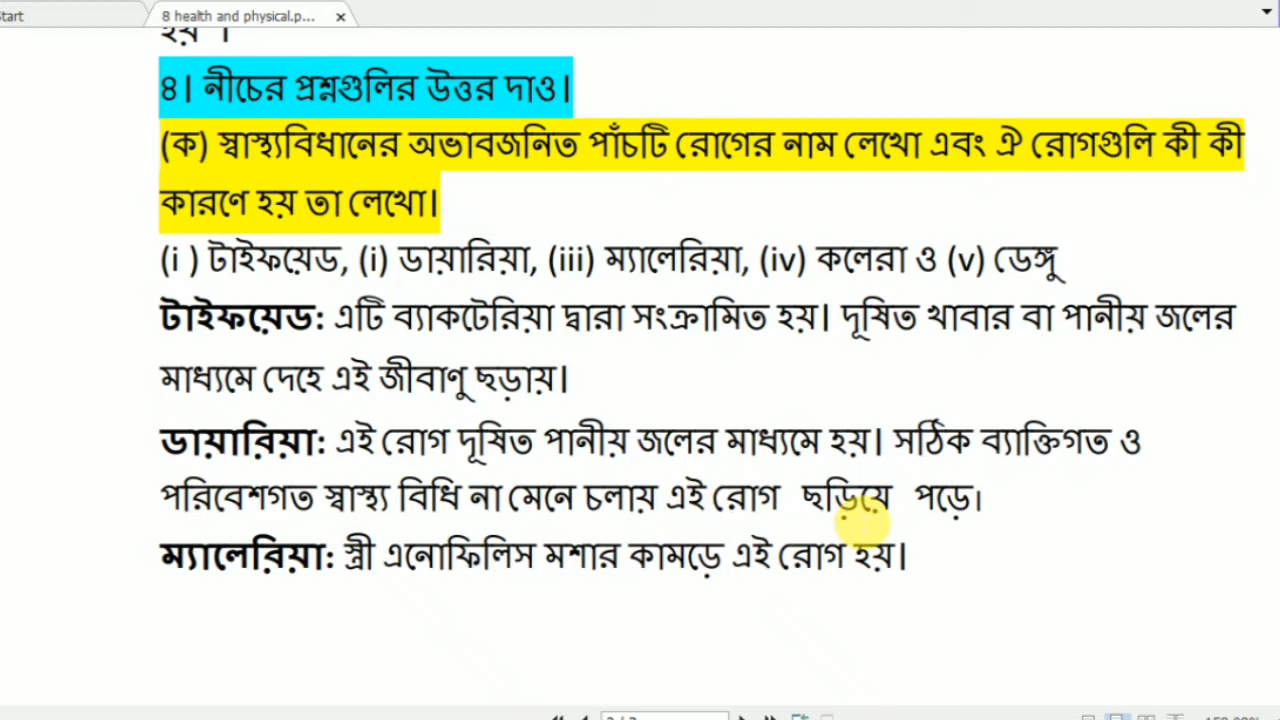 Start
8 health and physical.p...
হয় ।
৪। নীচের প্রশ্নগুলির উত্তর দাও।
(ক) স্বাস্থ্যবিধানের অভাবজনিত পাঁচটি রোগের নাম লেখো এবং ঐ রোগগুলি কী কী
কারণে হয় তা লেখো।
(i ) টাইফয়েড, (i) ডায়ারিয়া, (iii) ম্যালেরিয়া, (iv) কলেরা ও (v) ডেঙ্গু
টাইফয়েড: এটি ব্যাকটেরিয়া দ্বারা সংক্রামিত হয়। দূষিত খাবার বা পানীয় জলের
মাধ্যমে দেহে এই জীবাণু ছড়ায়।
ডায়ারিয়া: এই রোগ দূষিত পানীয় জলের মাধ্যমে হয়। সঠিক ব্যাক্তিগত ও
পরিবেশগত স্বাস্থ্য বিধি না মেনে চলায় এই রোগ ছড়িয়ে পড়ে।
ম্যালেরিয়া: স্ত্রী এনোফিলিস মশার কামড়ে এই রোগ হয়।